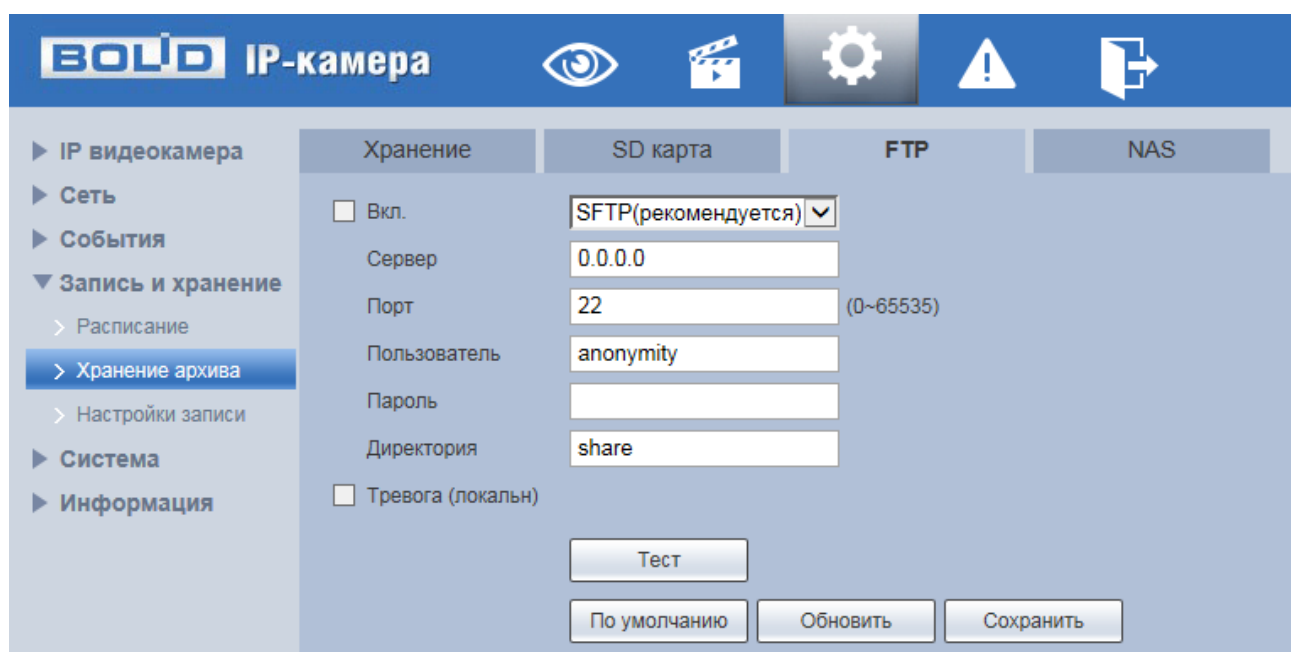 BOLID IP-камера
IP видеокамера
Сеть
События
Запись и хранение
Расписание
Хранение архива
Настройки записи
Система
Информация
Хранение SD карта FTP NAS
Вкл. SFTP(рекомендуется)
Сервер 0.0.0.0
Порт 22 (0~65535)
Пользователь anonymity
Пароль
Директория share
Тревога (локальн)
Тест
По умолчанию Обновить Сохранить